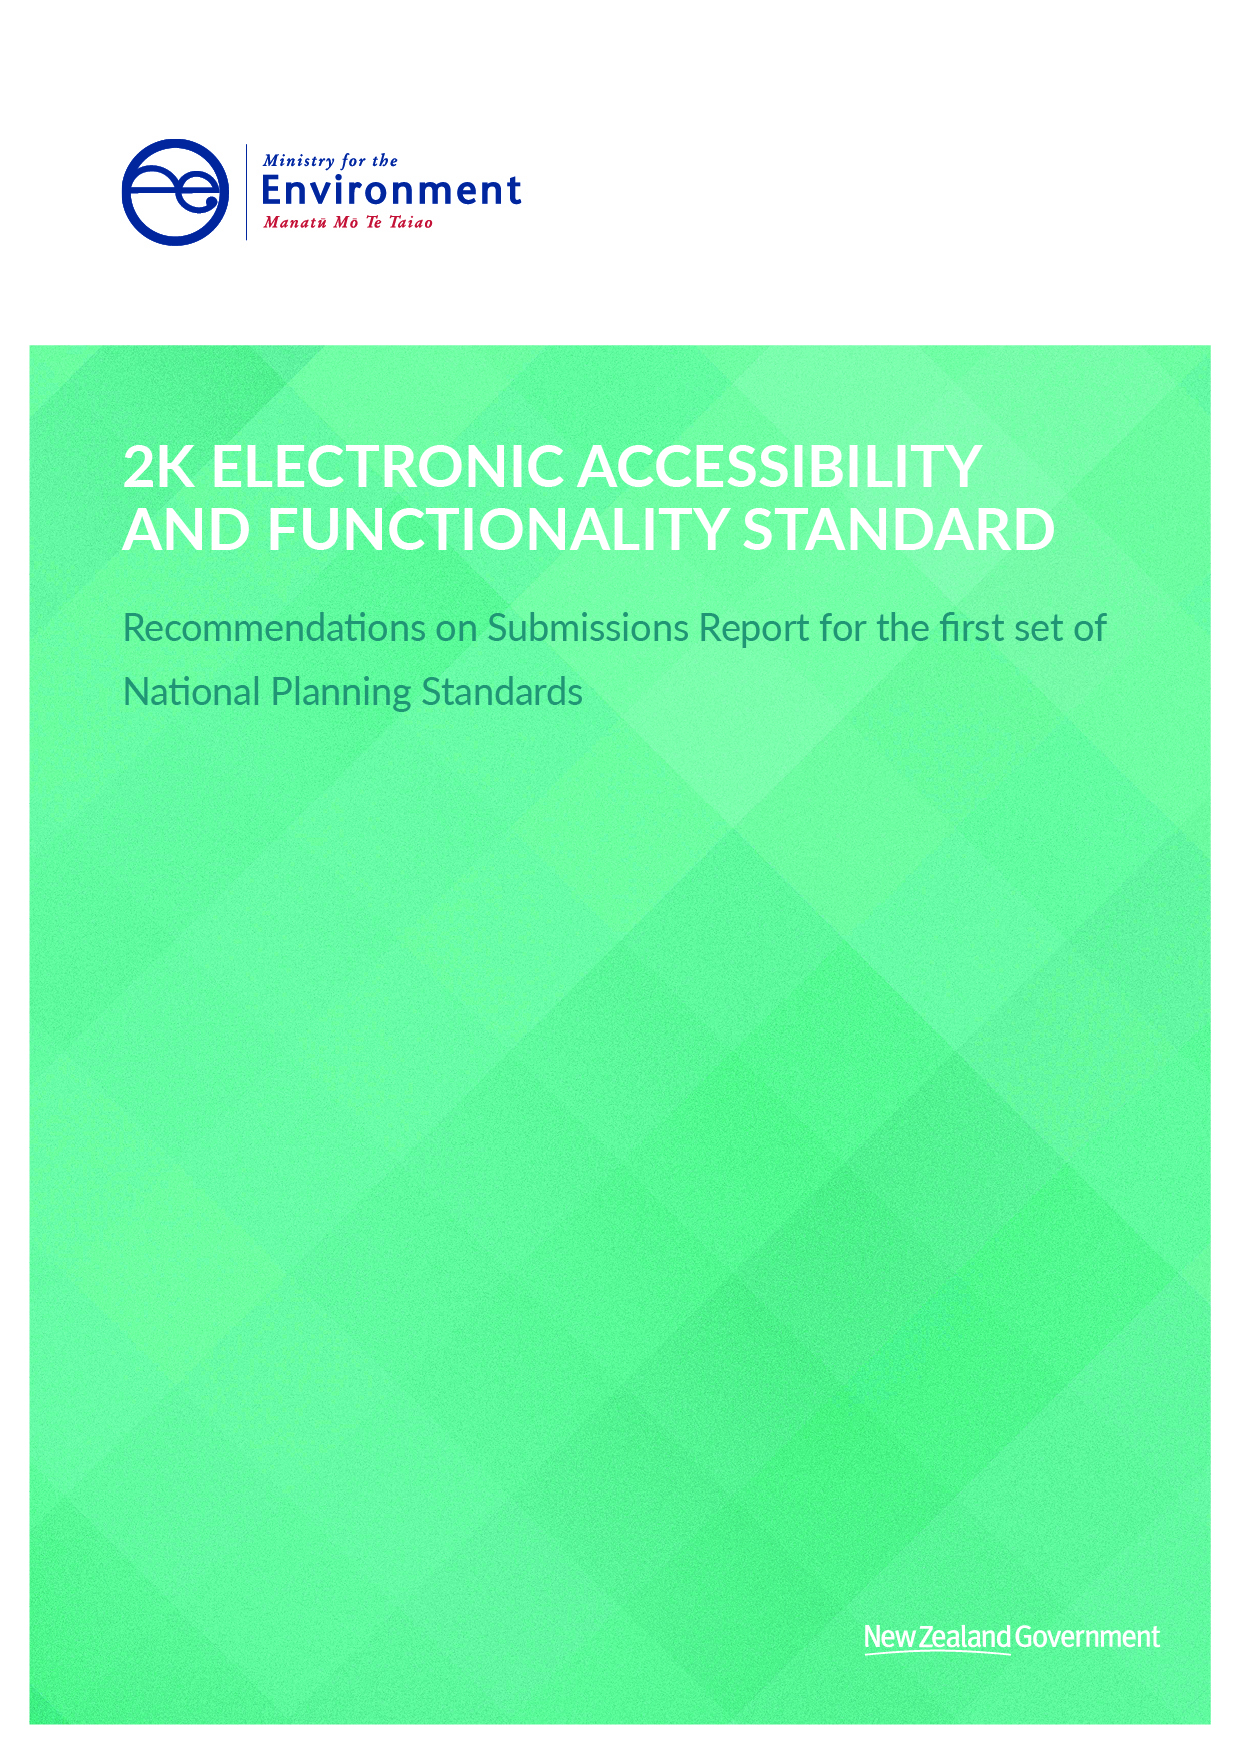 Ministry for the
Environment
Manatū Mō Te Taiao
2K ELECTRONIC ACCESSIBILITY
AND FUNCTIONALITY STANDARD
Recommendations on Submissions Report for the first set of
National Planning Standards
New Zealand Government